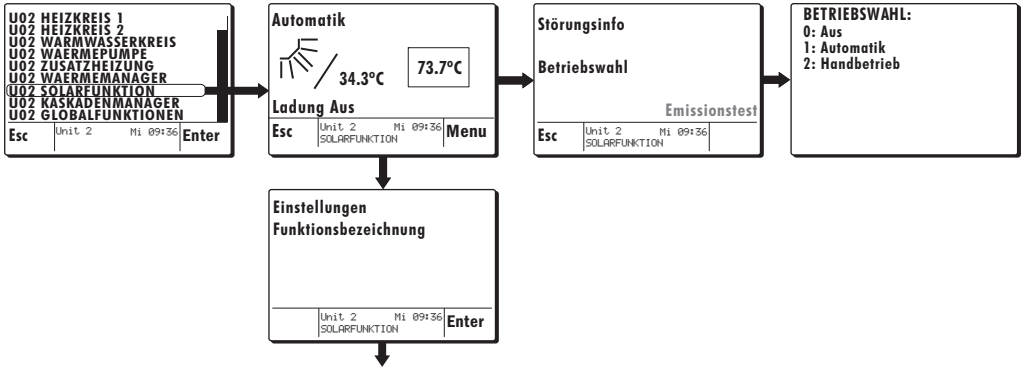 U02 HEIZKREIS 1
U02 HEIZKREIS 2
U02 WARMWASSERKREIS
U02 WAERMEPUMPE
U02 ZUSATZHEIZUNG
U02 WAERMEMANAGER
U02 SOLARFUNKTION
U02 KASKADENMANAGER
U02 GLOBALFUNKTIONEN
Esc Unit 2 Mi 09:36 Enter
Automatik
34.3ºC 73.7ºC
Ladung Aus
Esc Unit 2 Mi 09:36 Menu
SOLARFUNKTION
Störungsinfo
Betriebswahl
Emissionstest
Esc Unit 2 Mi 09:36
SOLARFUNKTION
BETRIEBSWAHL:
0: Aus
1: Automatik
2: Handbetrieb
Einstellungen
Funktionsbezeichnung
Unit 2 Mi 09:36 Enter
SOLARFUNKTION